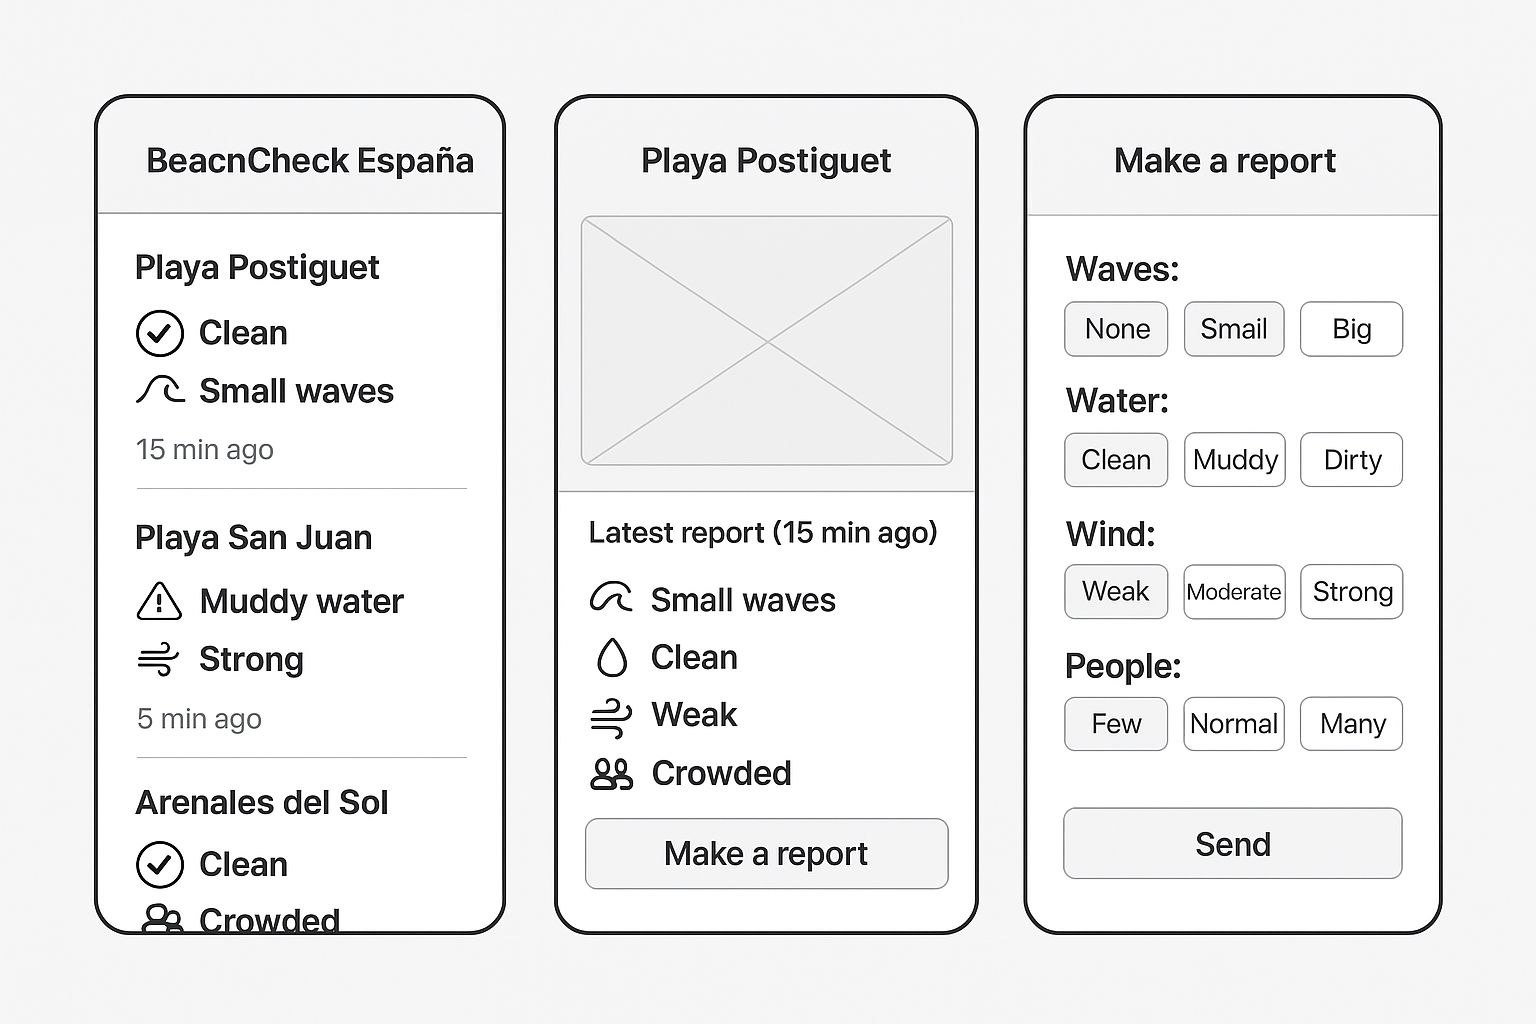 BeacnCheck España
Playa Postiguet
Clean
Small waves
15 min ago
Playa San Juan
Muddy water
Strong
5 min ago
Arenales del Sol
Clean
Crowded
Playa Postiguet
Latest report (15 min ago)
Small waves
Clean
Weak
Crowded
Make a report
Make a report
Waves:
None Smail Big
Water:
Clean Muddy Dirty
Wind:
Weak Moderate Strong
People:
Few Normal Many
Send